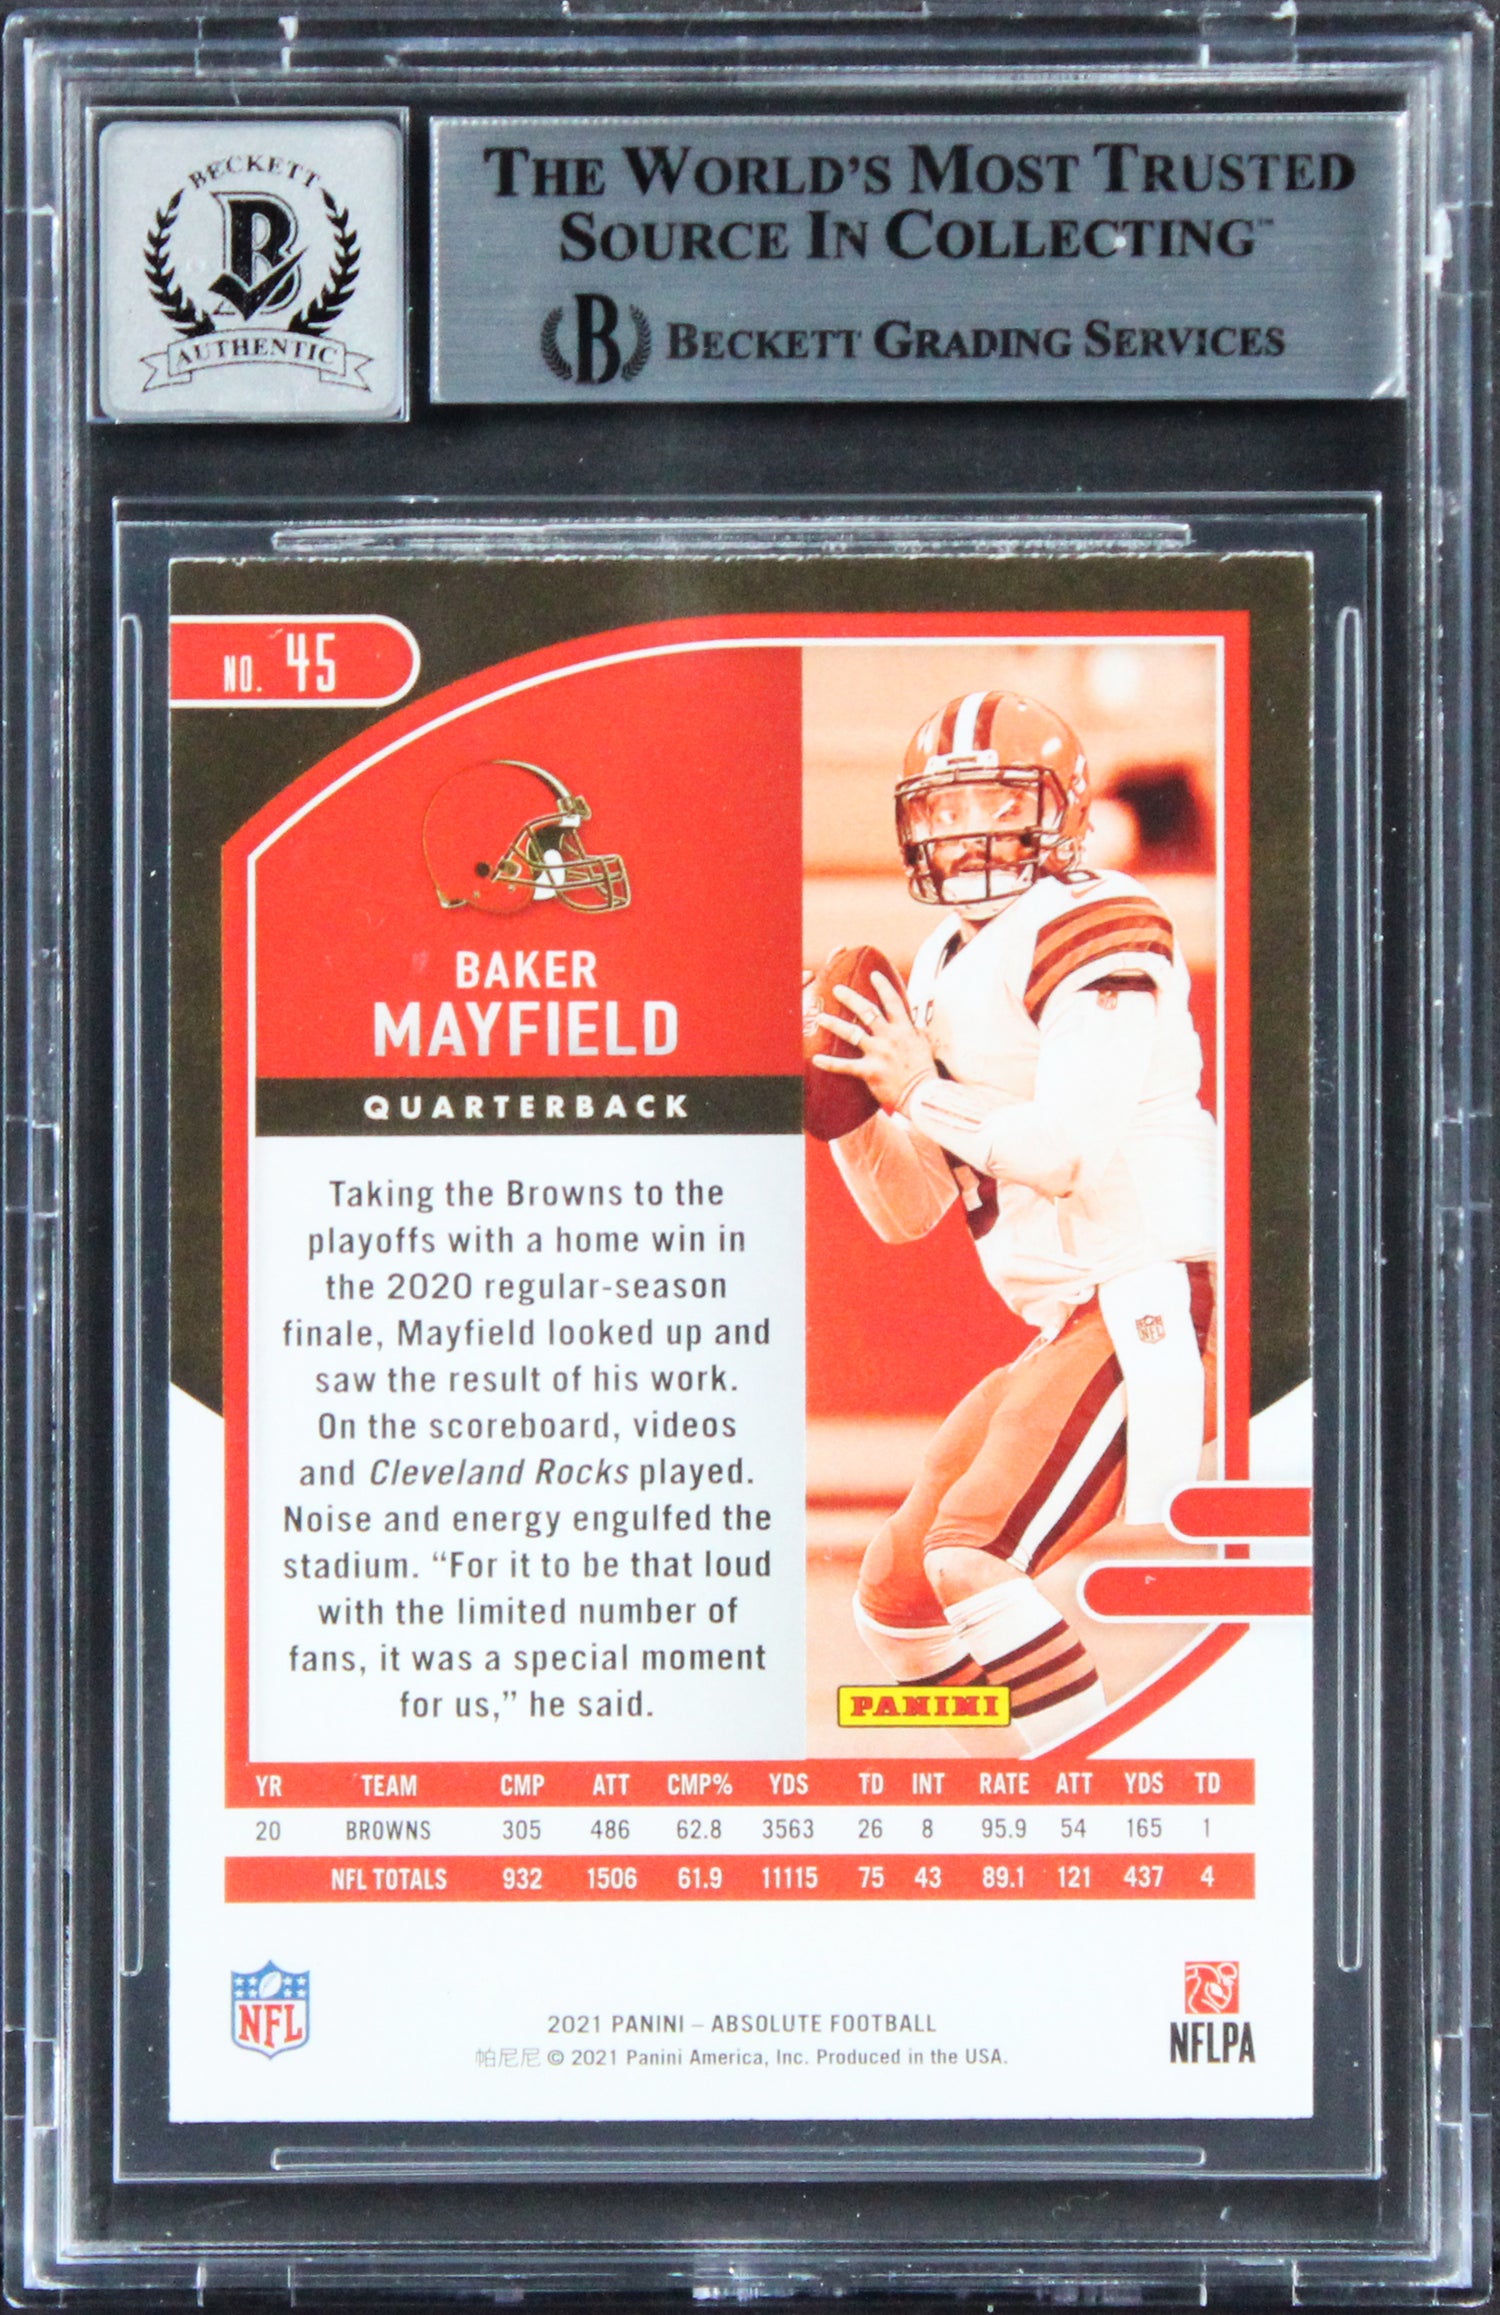 BECKETT
AUTHENTIC
THE WORLD'S MOST TRUSTED
SOURCE IN COLLECTING™
B BECKETT GRADING SERVICES
NO. 45
BAKER
MAYFIELD
QUARTERBACK
Taking the Browns to the
playoffs with a home win in
the 2020 regular-season
finale, Mayfield looked up and
saw the result of his work.
On the scoreboard, videos
and Cleveland Rocks played.
Noise and energy engulfed the
stadium. “For it to be that loud
with the limited number of
fans, it was a special moment
for us,” he said.
NFL
PANINI
YR TEAM CMP ATT CMP% YDS TD INT RATE ATT YDS TD
20 BROWNS 305 486 62.8 3563 26 8 95.9 54 165 1
NFL TOTALS 932 1506 61.9 11115 75 43 89.1 121 437 4
NFL
2021 PANINI – ABSOLUTE FOOTBALL
帕尼尼 © 2021 Panini America, Inc. Produced in the USA.
NFLPA